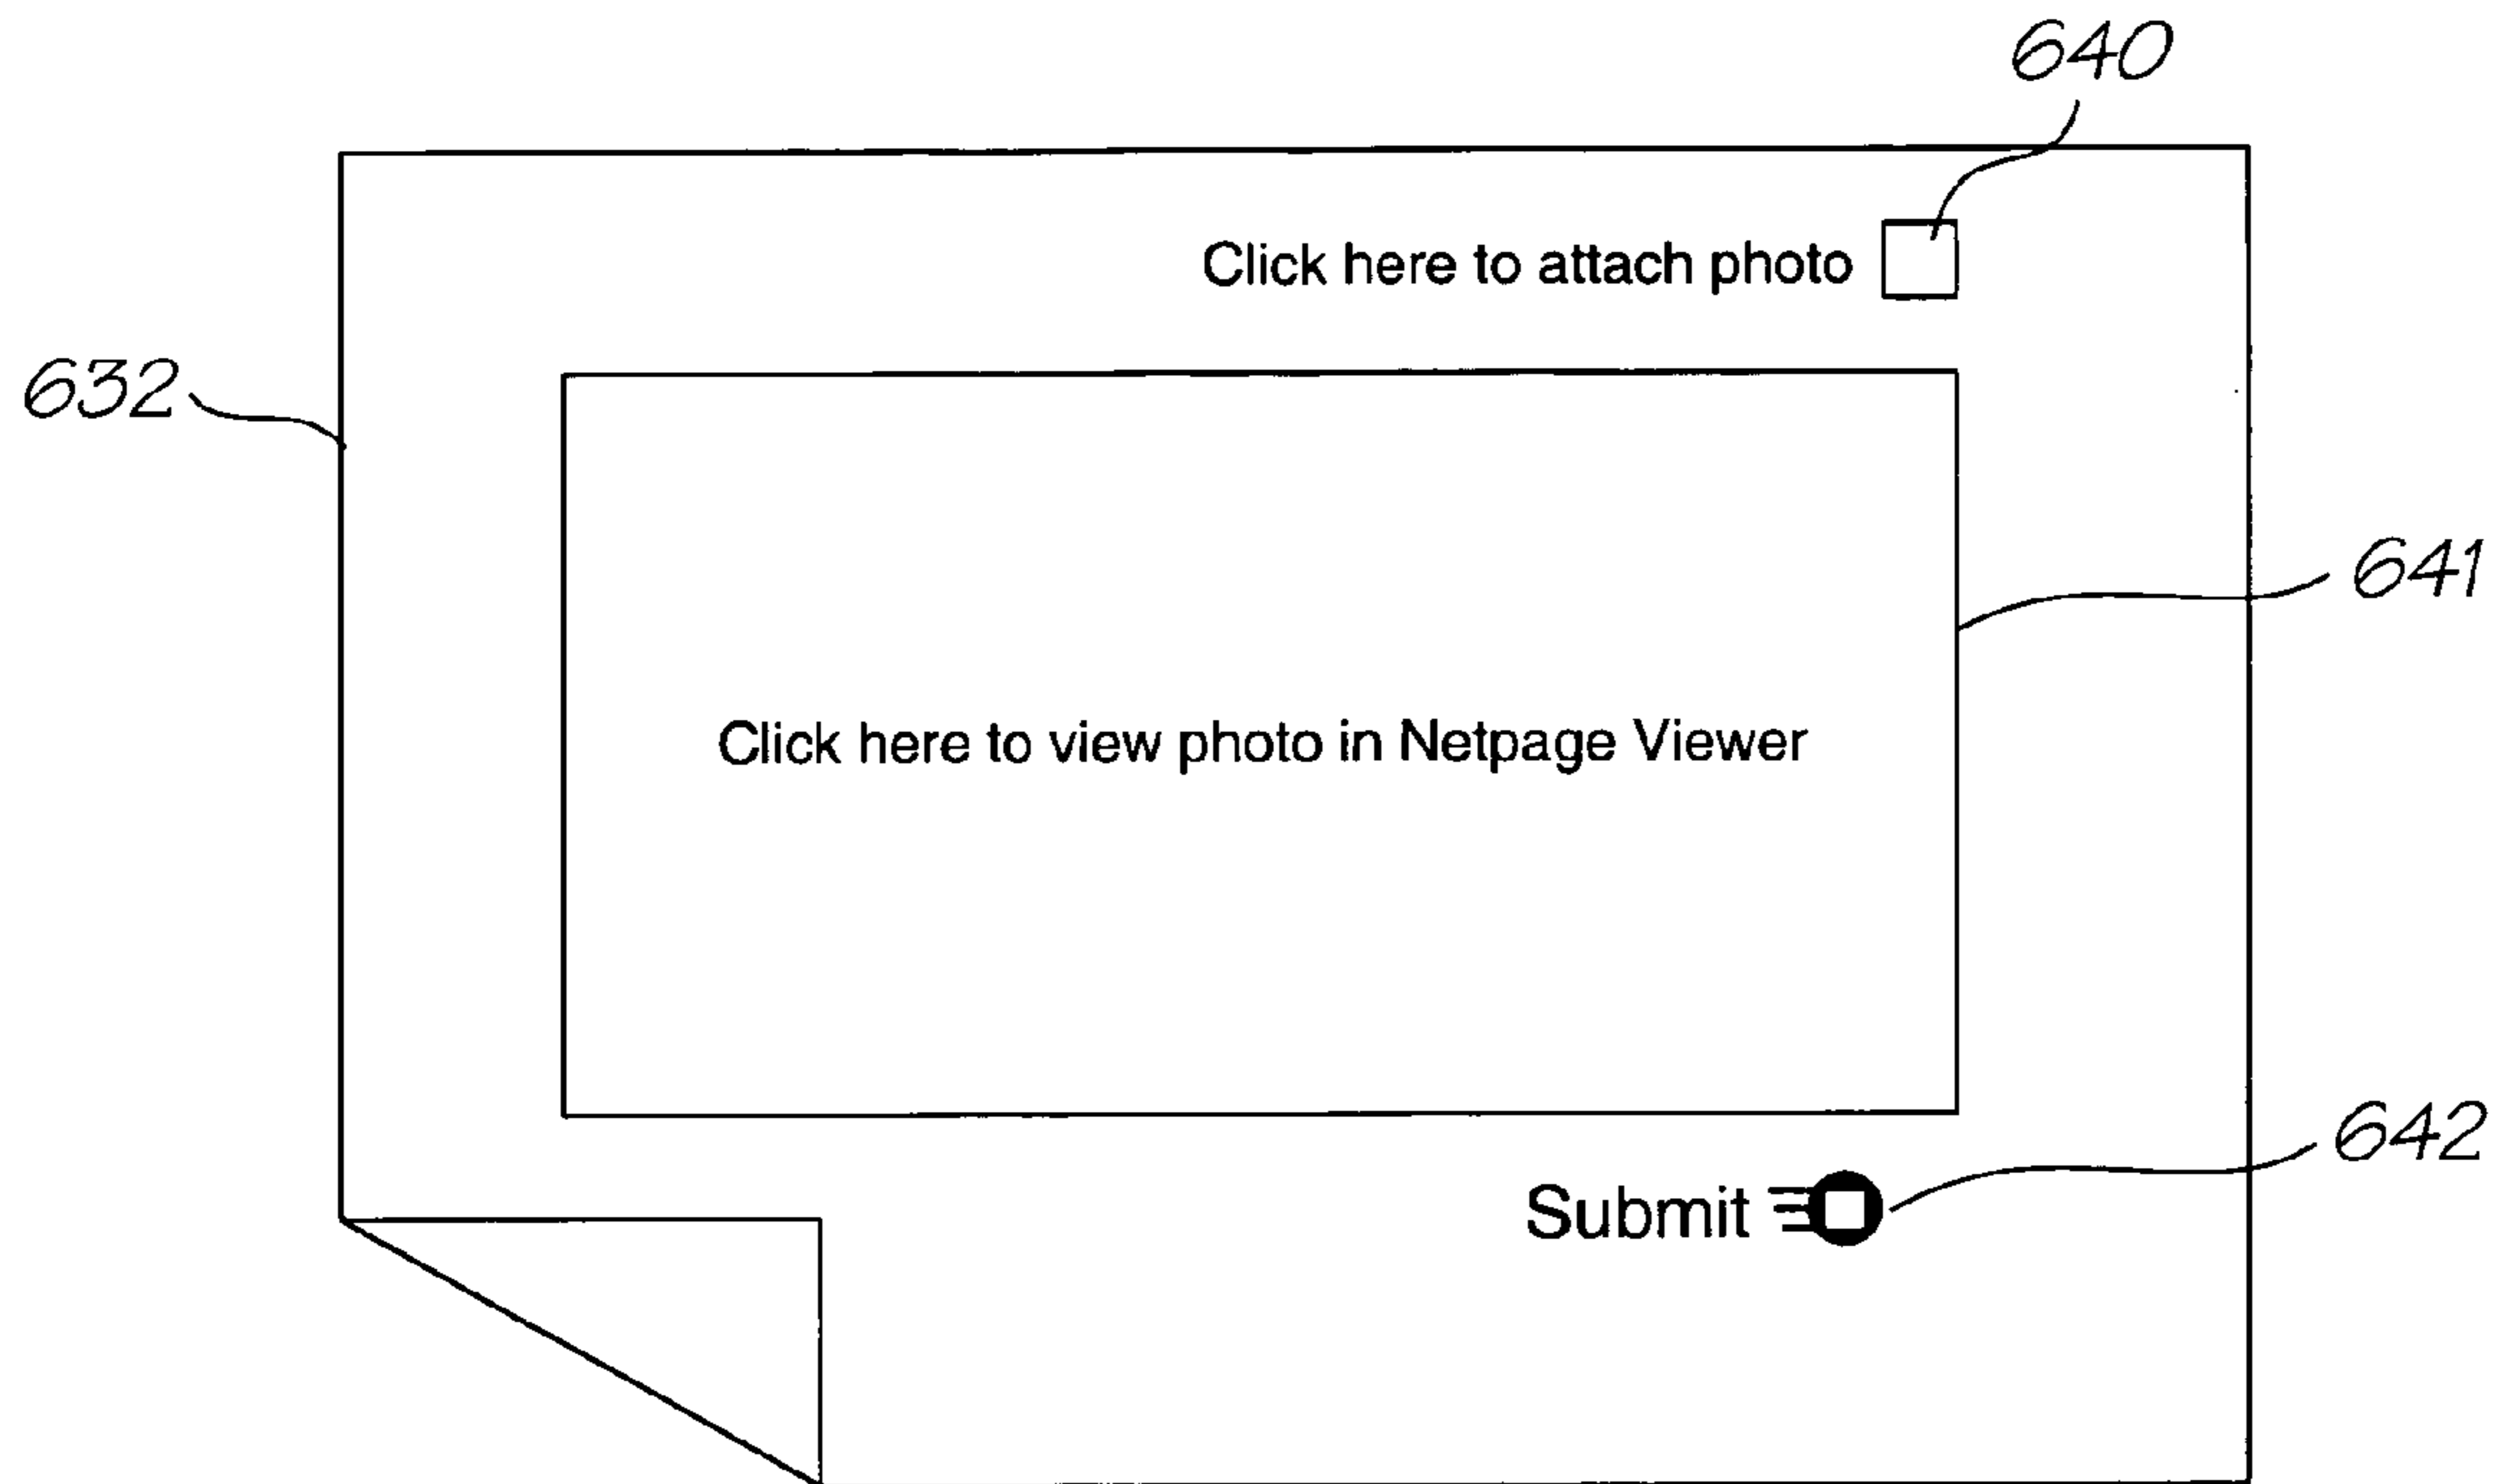 640
Click here to attach photo
632
641
Click here to view photo in Netpage Viewer
642
Submit